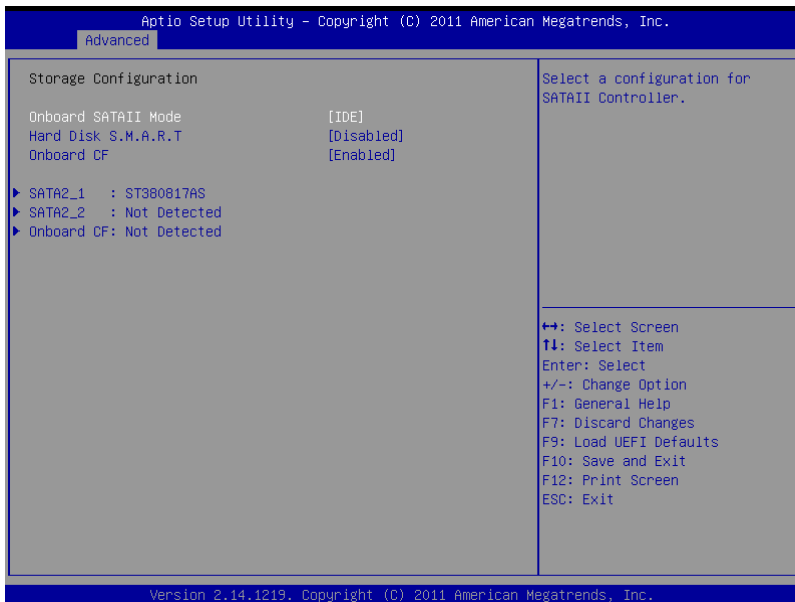 Aptio Setup Utility – Copyright (C) 2011 American Megatrends, Inc.
Advanced
Storage Configuration
Onboard SATAII Mode [IDE]
Hard Disk S.M.A.R.T [Disabled]
Onboard CF [Enabled]
SATA2_1 : ST380817AS
SATA2_2 : Not Detected
Onboard CF: Not Detected
Select a configuration for
SATAII Controller.
↔: Select Screen
↑↓: Select Item
Enter: Select
+/-: Change Option
F1: General Help
F7: Discard Changes
F9: Load UEFI Defaults
F10: Save and Exit
F12: Print Screen
ESC: Exit
Version 2.14.1219. Copyright (C) 2011 American Megatrends, Inc.